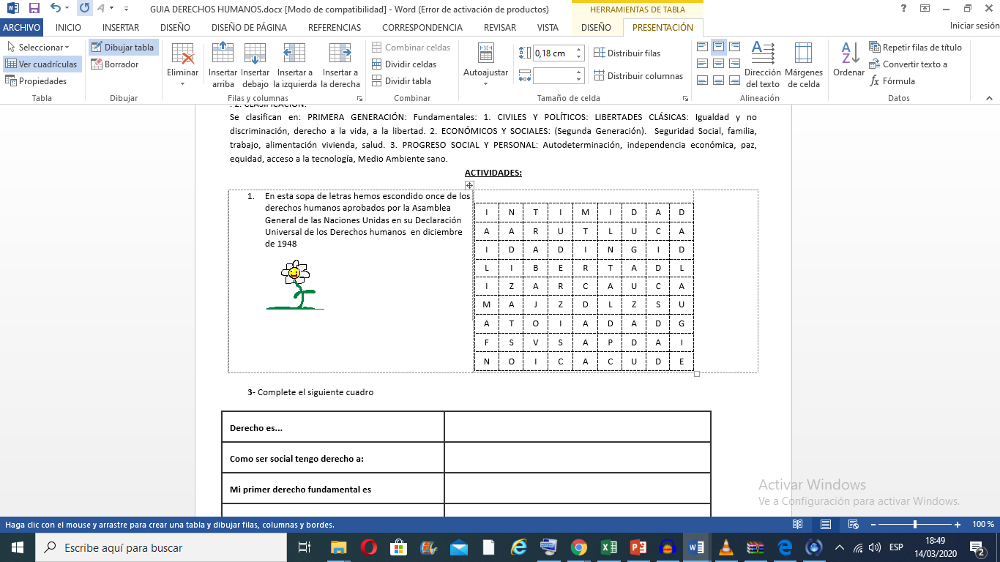 GUIA DERECHOS HUMANOS.docx [Modo de compatibilidad] - Word (Error de activación de productos)
HERRAMIENTAS DE TABLA
ARCHIVO INICIO INSERTAR DISEÑO DISEÑO DE PÁGINA REFERENCIAS CORRESPONDENCIA REVISAR VISTA DISEÑO PRESENTACIÓN
Iniciar sesión
Seleccionar
Ver cuadrículas
Propiedades
Tabla
Dibujar tabla
Borrador
Dibujar
Eliminar
Insertar arriba
Insertar debajo
Insertar a la izquierda
Insertar a la derecha
Filas y columnas
Combinar celdas
Dividir celdas
Dividir tabla
Combinar
Autoajustar
0,18 cm
Distribuir filas
Distribuir columnas
Tamaño de celda
Dirección del texto
Márgenes de celda
Alineación
Ordenar
Repetir filas de título
Convertir texto a
Fórmula
Datos
. 2. CLASIFICACIÓN:
Se clasifican en: PRIMERA GENERACIÓN: Fundamentales: 1. CIVILES Y POLÍTICOS: LIBERTADES CLÁSICAS: Igualdad y no
discriminación, derecho a la vida, a la libertad. 2. ECONÓMICOS Y SOCIALES: (Segunda Generación). Seguridad Social, familia,
trabajo, alimentación vivienda, salud. 3. PROGRESO SOCIAL Y PERSONAL: Autodeterminación, independencia económica, paz,
equidad, acceso a la tecnología, Medio Ambiente sano.
ACTIVIDADES:
1. En esta sopa de letras hemos escondido once de los
derechos humanos aprobados por la Asamblea
General de las Naciones Unidas en su Declaración
Universal de los Derechos humanos en diciembre
de 1948
I N T I M I D A D
A A R U T L U C A
I D A D I N G I D
L I B E R T A D L
I Z A R C A U C A
M A J Z D L Z S U
A T O I A D A D G
F S V S A P D A I
N O I C A C U D E
3- Complete el siguiente cuadro
Derecho es...
Como ser social tengo derecho a:
Mi primer derecho fundamental es
Activar Windows
Ve a Configuración para activar Windows.
Haga clic con el mouse y arrastre para crear una tabla y dibujar filas, columnas y bordes.
100 %
Escribe aquí para buscar
ESP
18:49
14/03/2020
2